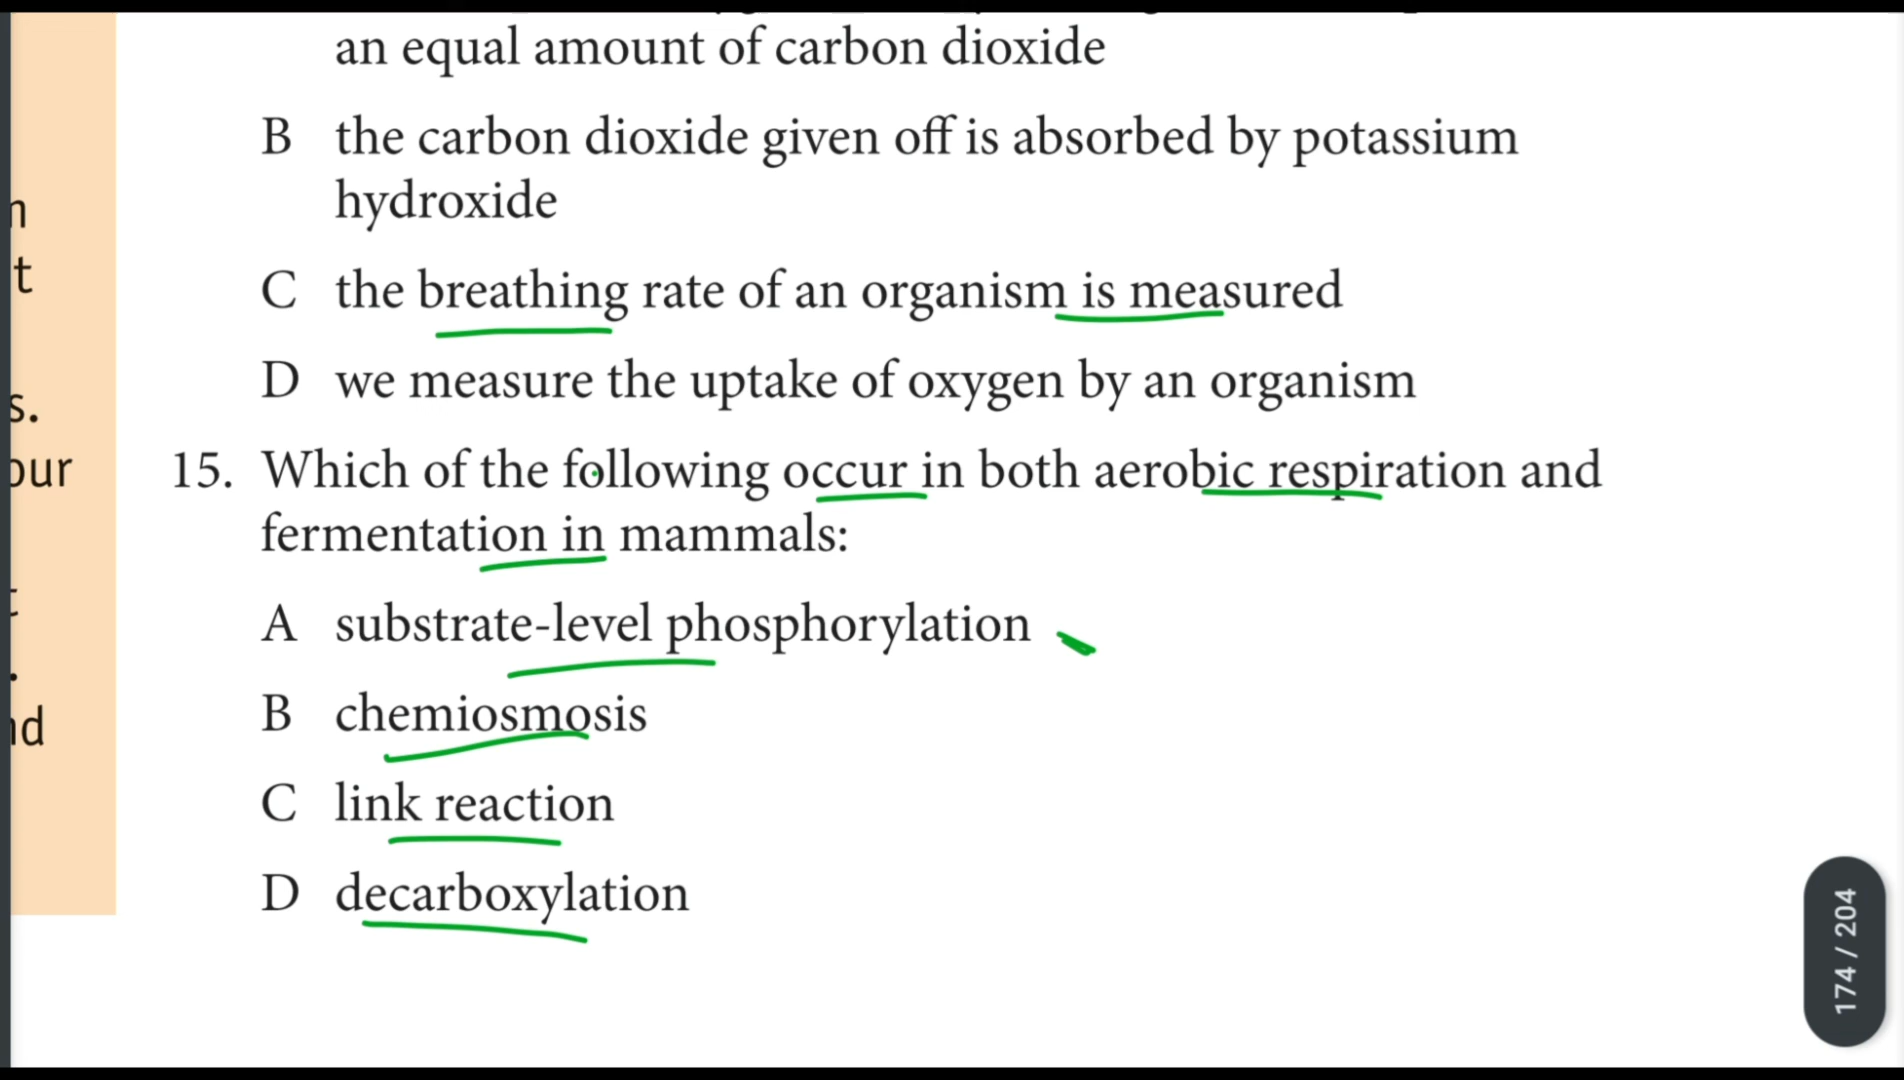 an equal amount of carbon dioxide
B the carbon dioxide given off is absorbed by potassium
hydroxide
C the breathing rate of an organism is measured
D we measure the uptake of oxygen by an organism
15. Which of the following occur in both aerobic respiration and
fermentation in mammals:
A substrate-level phosphorylation
B chemiosmosis
C link reaction
D decarboxylation
n
t
s.
our
t
.
nd
174 / 204